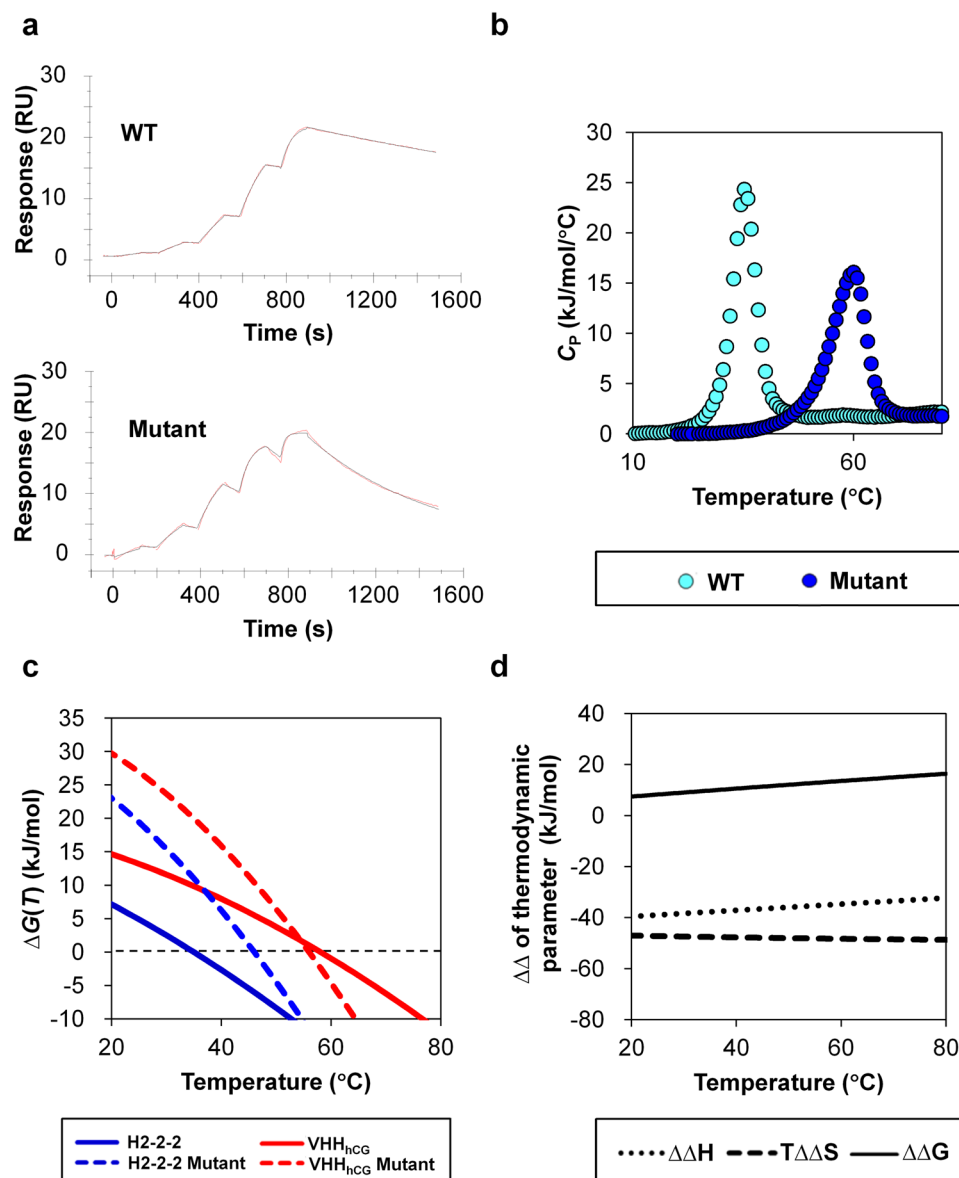 a
30
20
10
0
Response (RU)
WT
0
400
800
1200
1600
Time (s)
30
20
10
0
Response (RU)
Mutant
0
400
800
1200
1600
Time (s)
b
30
25
20
15
10
5
0
CP (kJ/mol/°C)
10
60
Temperature (°C)
WT
Mutant
c
35
30
25
20
15
10
5
0
-5
-10
ΔG(T) (kJ/mol)
20
40
60
80
Temperature (°C)
H2-2-2
VHHhCG
H2-2-2 Mutant
VHHhCG Mutant
d
40
20
0
-20
-40
-60
-80
ΔΔ of thermodynamic
parameter (kJ/mol)
20
40
60
80
Temperature (°C)
ΔΔH
TΔΔS
ΔΔG